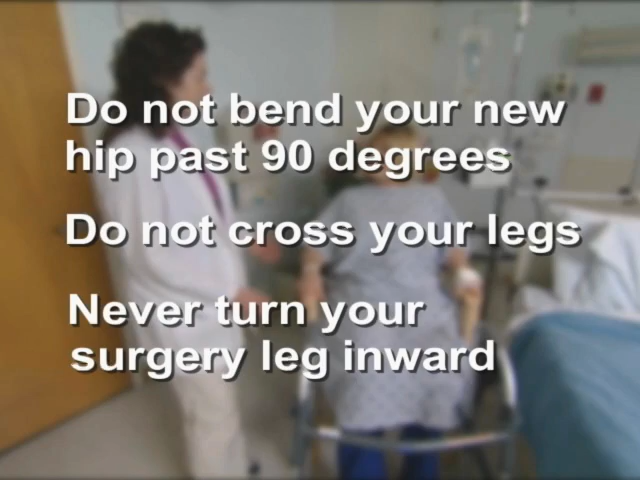 Do not bend your new
hip past 90 degrees
Do not cross your legs
Never turn your
surgery leg inward